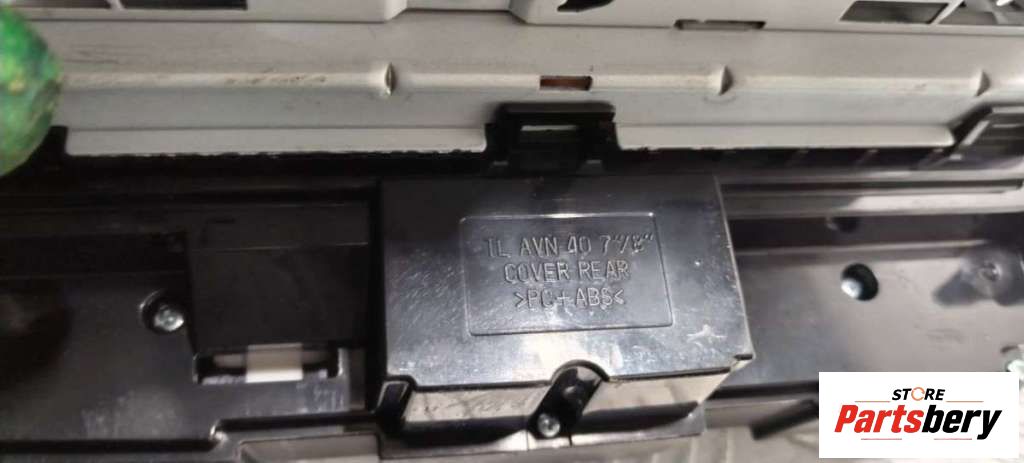 TL AVN 40 7"/8"
COVER REAR
>PC+ABS<
STORE
Partsbery